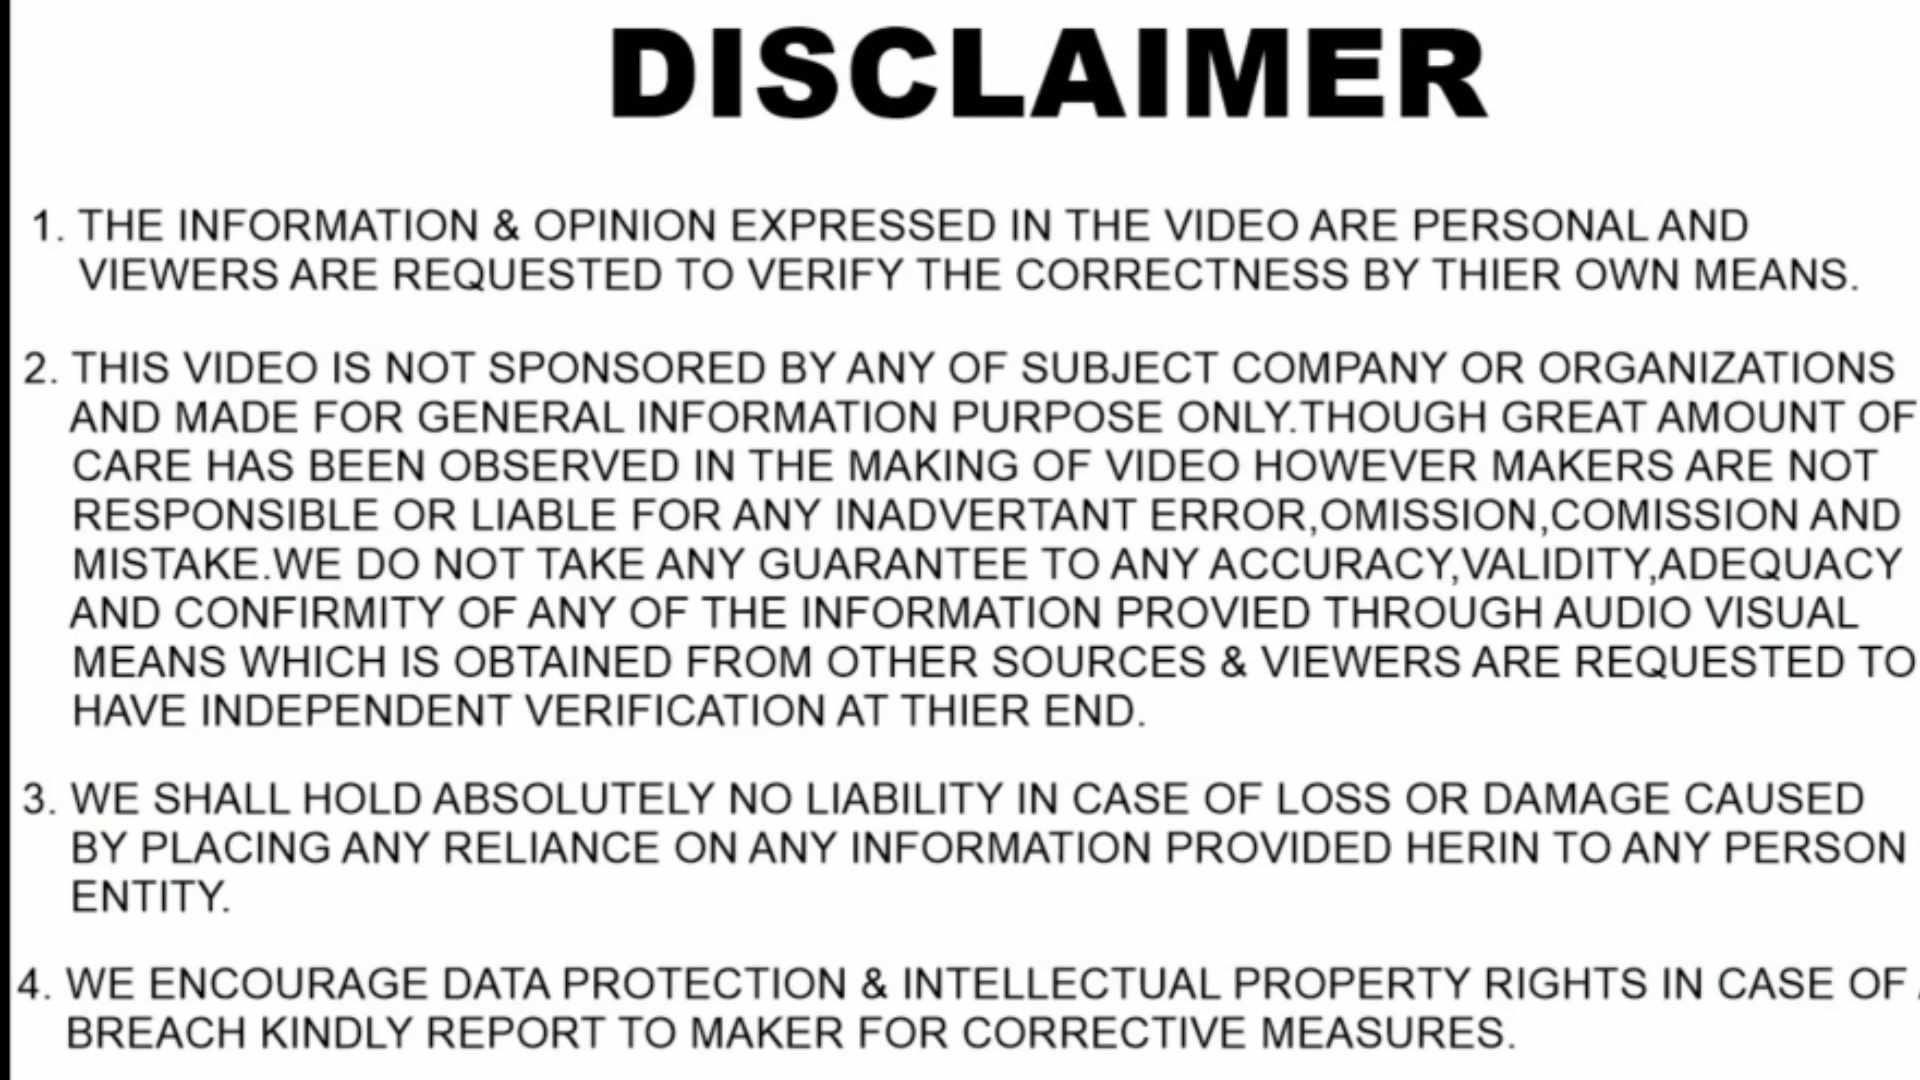 DISCLAIMER
1. THE INFORMATION & OPINION EXPRESSED IN THE VIDEO ARE PERSONAL AND
VIEWERS ARE REQUESTED TO VERIFY THE CORRECTNESS BY THIER OWN MEANS.
2. THIS VIDEO IS NOT SPONSORED BY ANY OF SUBJECT COMPANY OR ORGANIZATIONS
AND MADE FOR GENERAL INFORMATION PURPOSE ONLY.THOUGH GREAT AMOUNT OF
CARE HAS BEEN OBSERVED IN THE MAKING OF VIDEO HOWEVER MAKERS ARE NOT
RESPONSIBLE OR LIABLE FOR ANY INADVERTANT ERROR,OMISSION,COMISSION AND
MISTAKE.WE DO NOT TAKE ANY GUARANTEE TO ANY ACCURACY,VALIDITY,ADEQUACY
AND CONFIRMITY OF ANY OF THE INFORMATION PROVIED THROUGH AUDIO VISUAL
MEANS WHICH IS OBTAINED FROM OTHER SOURCES & VIEWERS ARE REQUESTED TO
HAVE INDEPENDENT VERIFICATION AT THIER END.
3. WE SHALL HOLD ABSOLUTELY NO LIABILITY IN CASE OF LOSS OR DAMAGE CAUSED
BY PLACING ANY RELIANCE ON ANY INFORMATION PROVIDED HERIN TO ANY PERSON
ENTITY.
4. WE ENCOURAGE DATA PROTECTION & INTELLECTUAL PROPERTY RIGHTS IN CASE OF
BREACH KINDLY REPORT TO MAKER FOR CORRECTIVE MEASURES.